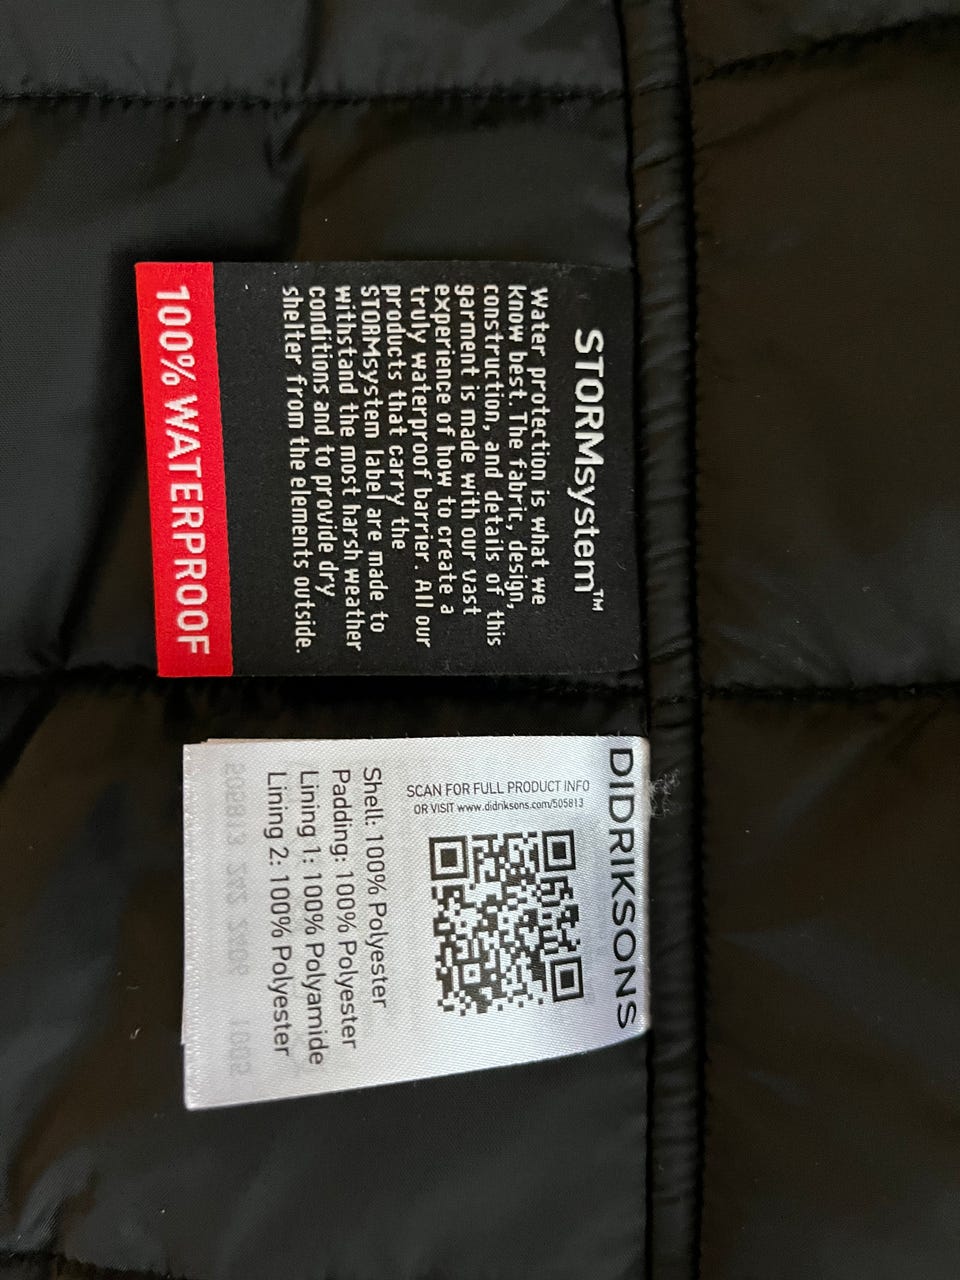 STORMsystem™
Water protection is what we
know best. The fabric, design,
construction, and details of this
garment is made with our vast
experience of how to create a
truly waterproof barrier. All our
products that carry the
STORMsystem label are made to
withstand the most harsh weather
conditions and to provide dry
shelter from the elements outside.
100% WATERPROOF
DIDRIKSONS
SCAN FOR FULL PRODUCT INFO
OR VISIT www.didriksons.com/505813
Shell: 100% Polyester
Padding: 100% Polyester
Lining 1: 100% Polyamide
Lining 2: 100% Polyester